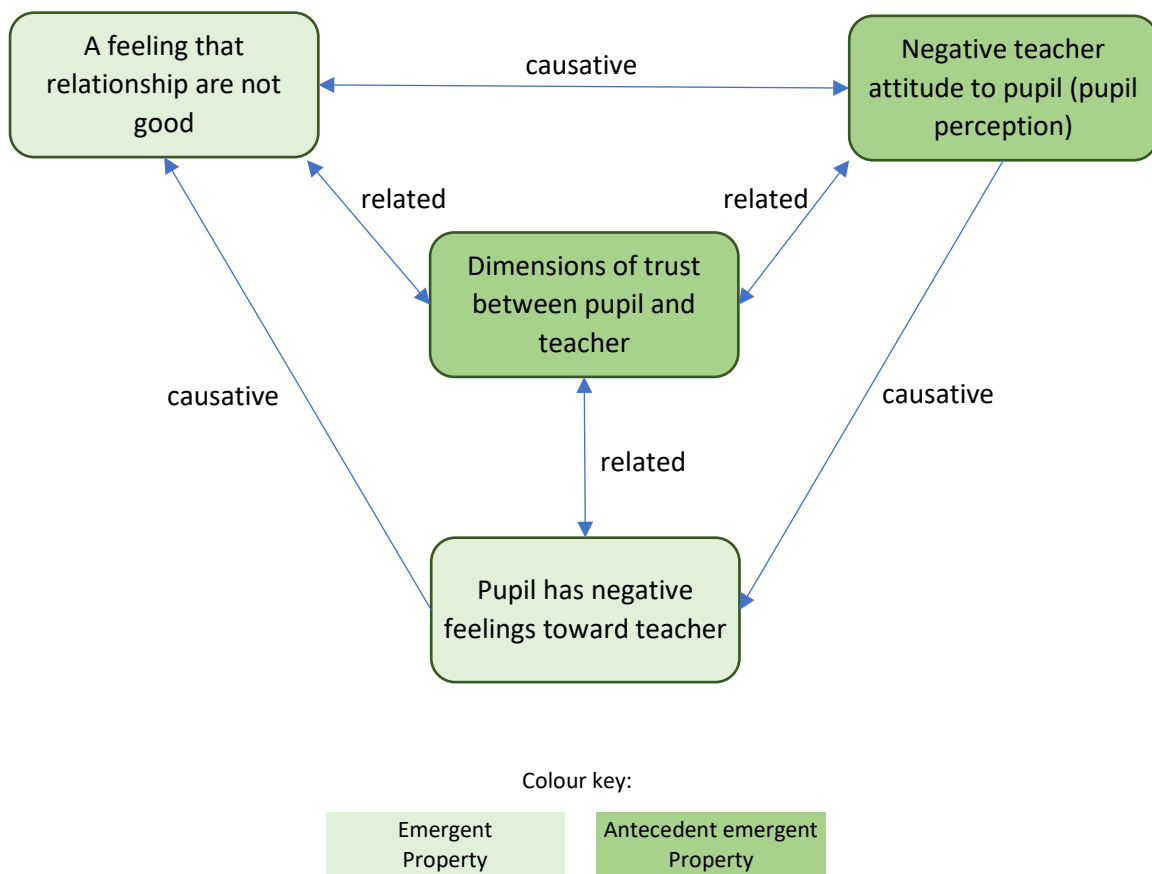 A feeling that
relationship are not
good
causative
Negative teacher
attitude to pupil (pupil
perception)
related
related
Dimensions of trust
between pupil and
teacher
causative
causative
related
Pupil has negative
feelings toward teacher
Colour key:
Emergent
Property
Antecedent emergent
Property